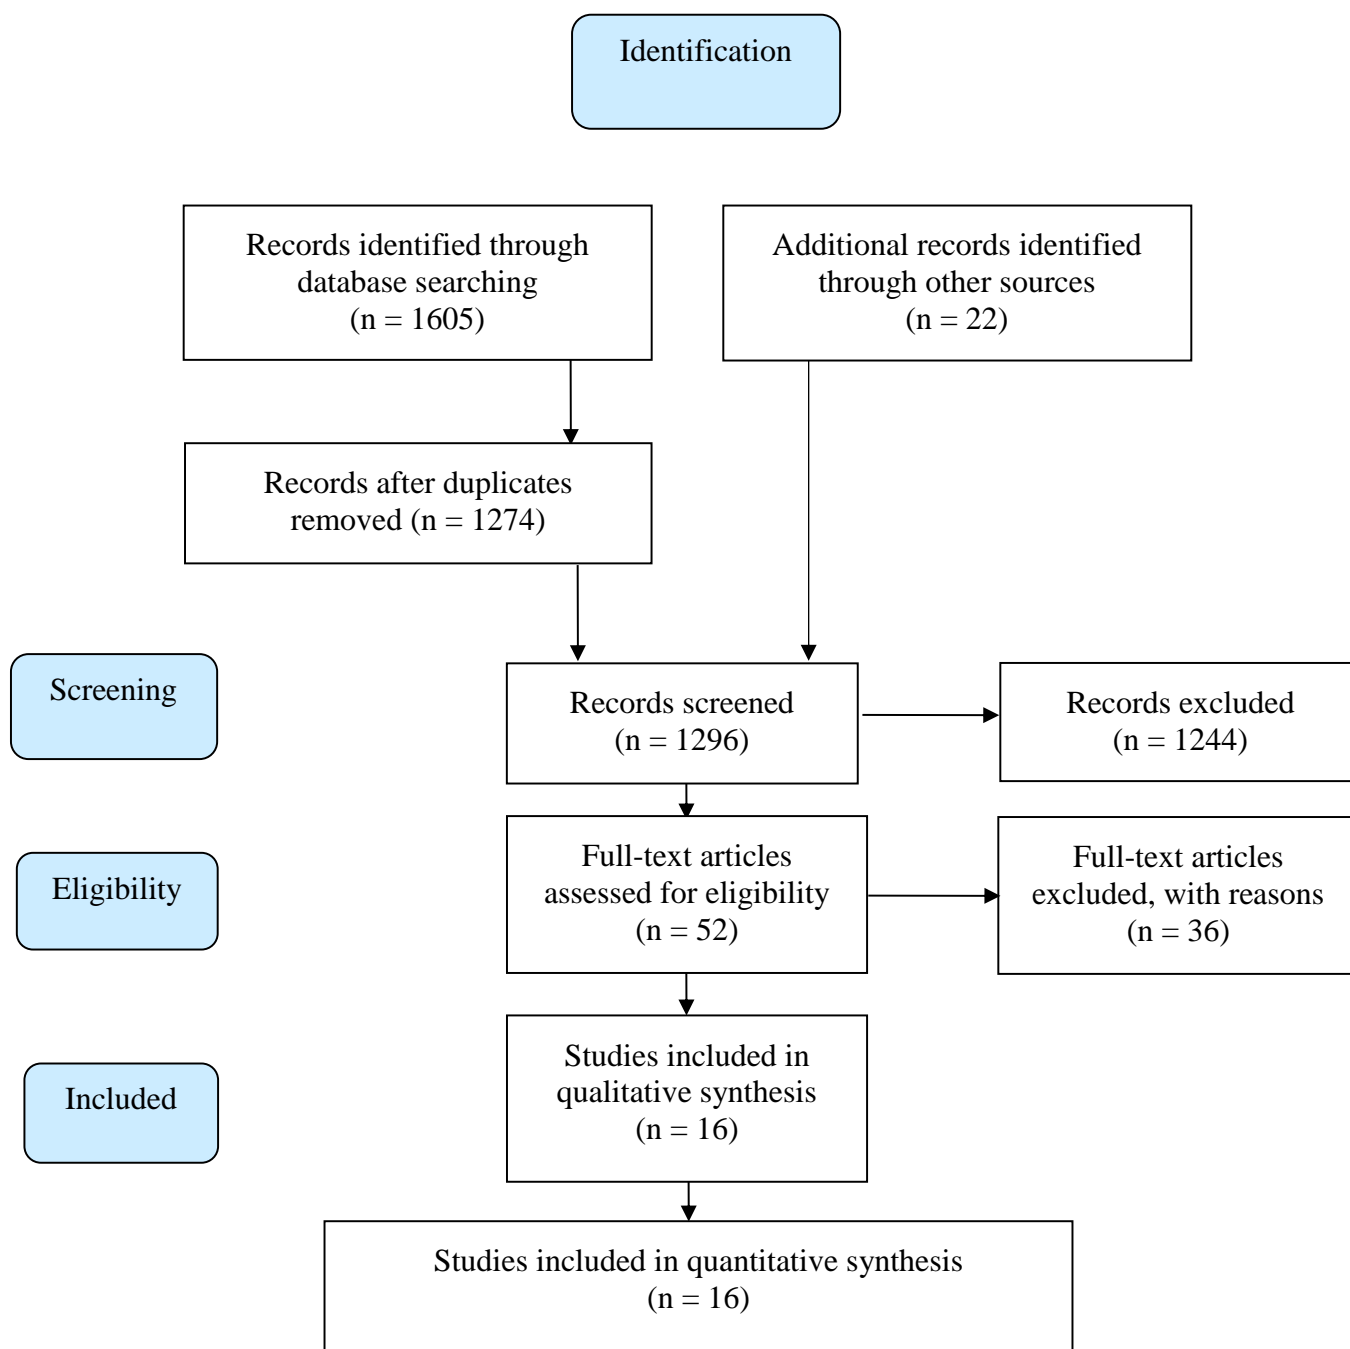 Identification
Records identified through
database searching
(n = 1605)
Additional records identified
through other sources
(n = 22)
Records after duplicates
removed (n = 1274)
Screening
Records screened
(n = 1296)
Records excluded
(n = 1244)
Eligibility
Full-text articles
assessed for eligibility
(n = 52)
Full-text articles
excluded, with reasons
(n = 36)
Included
Studies included in
qualitative synthesis
(n = 16)
Studies included in quantitative synthesis
(n = 16)